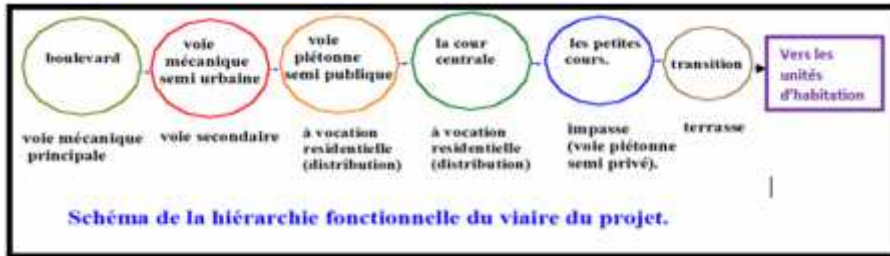 boulevard
voie
mécanique
semi urbaine
voie
piétonne
semi publique
la cour
centrale
les petites
cours.
transition
Vers les
unités
d'habitation
voie mécanique
principale
voie secondaire
à vocation
residentielle
(distribution)
à vocation
residentielle
(distribution)
impasse
(voie piétonne
semi privé).
terrasse
Schéma de la hiérarchie fonctionnelle du viaire du projet.